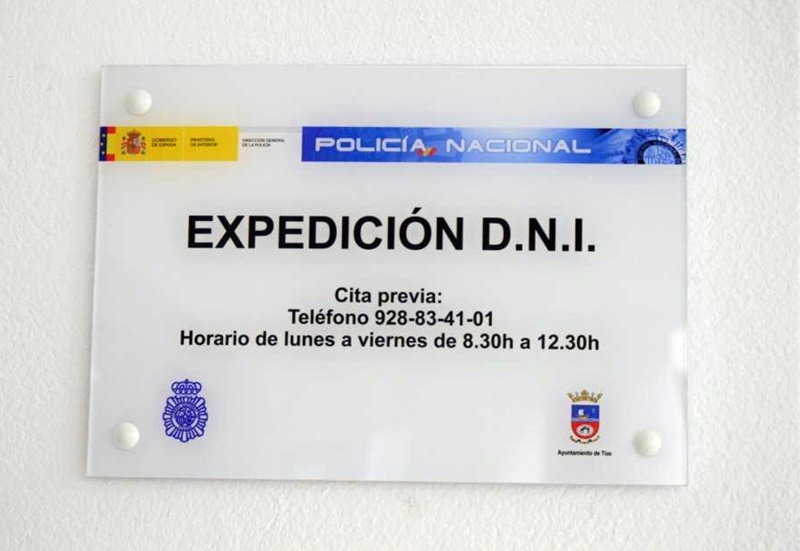 GOBIERNO
DE ESPAÑA
MINISTERIO
DE INTERIOR
DIRECCIÓN GENERAL
DE LA POLICÍA
POLICÍA NACIONAL
EXPEDICIÓN D.N.I.
Cita previa:
Teléfono 928-83-41-01
Horario de lunes a viernes de 8.30h a 12.30h
Ayuntamiento de Tías